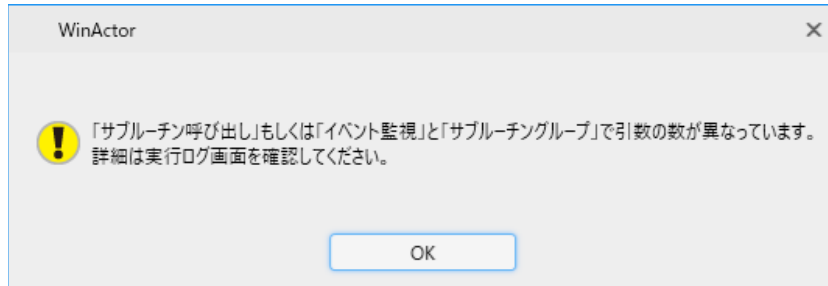 WinActor
「サブルーチン呼び出し」もしくは「イベント監視」と「サブルーチングループ」で引数の数が異なっています。
詳細は実行ログ画面を確認してください。
OK